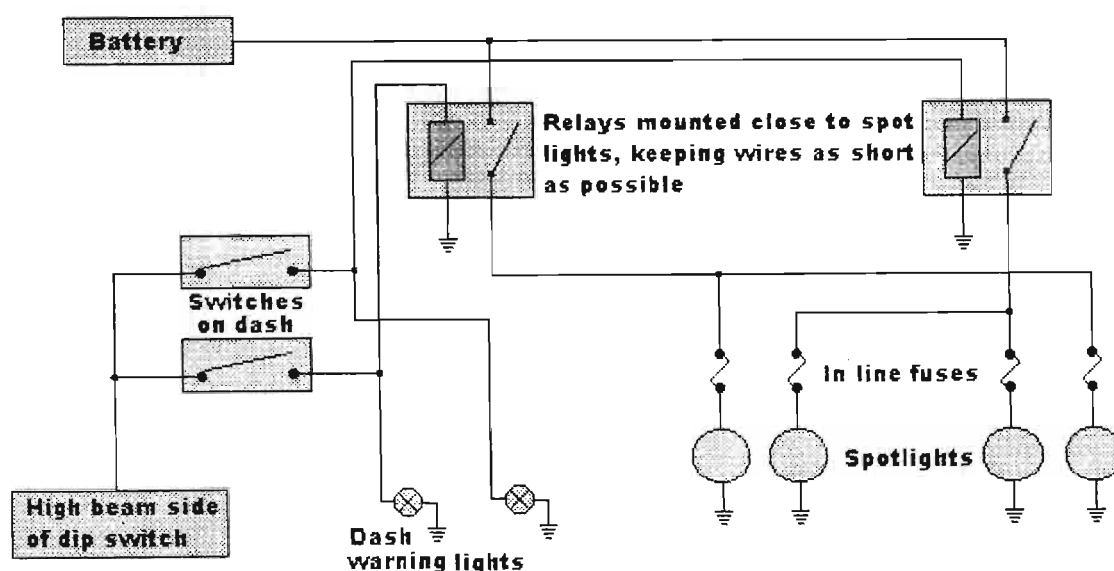 Battery
Relays mounted close to spot
lights, keeping wires as short
as possible
Switches
on dash
In line fuses
Spotlights
High beam side
of dip switch
Dash
warning lights